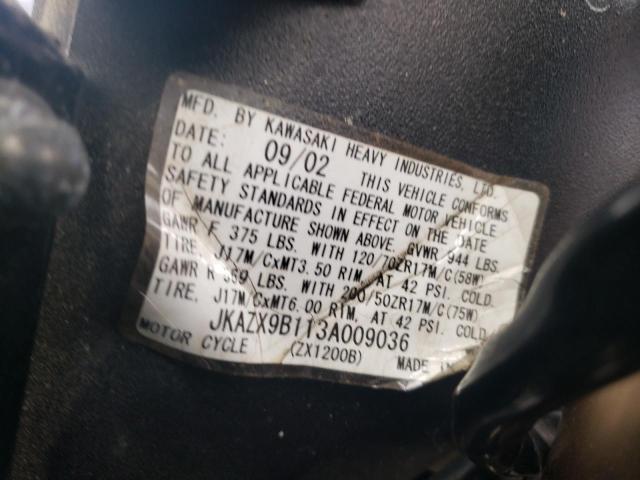 MFD. BY KAWASAKI HEAVY INDUSTRIES, LTD.
DATE: 09/02 THIS VEHICLE CONFORMS
TO ALL APPLICABLE FEDERAL MOTOR VEHICLE
SAFETY STANDARDS IN EFFECT ON THE DATE
OF MANUFACTURE SHOWN ABOVE. GVWR 944 LBS.
GAWR F 375 LBS. WITH 120/70ZR17M/C(58W)
TIRE, J17M/CxMT3.50 RIM, AT 42 PSI. COLD.
GAWR R LBS. WITH 200/50ZR17M/C(75W)
TIRE, J17M/CxMT6.00 RIM, AT 42 PSI. COLD.
JKAZX9B113A009036
MOTOR CYCLE (ZX1200B) MADE